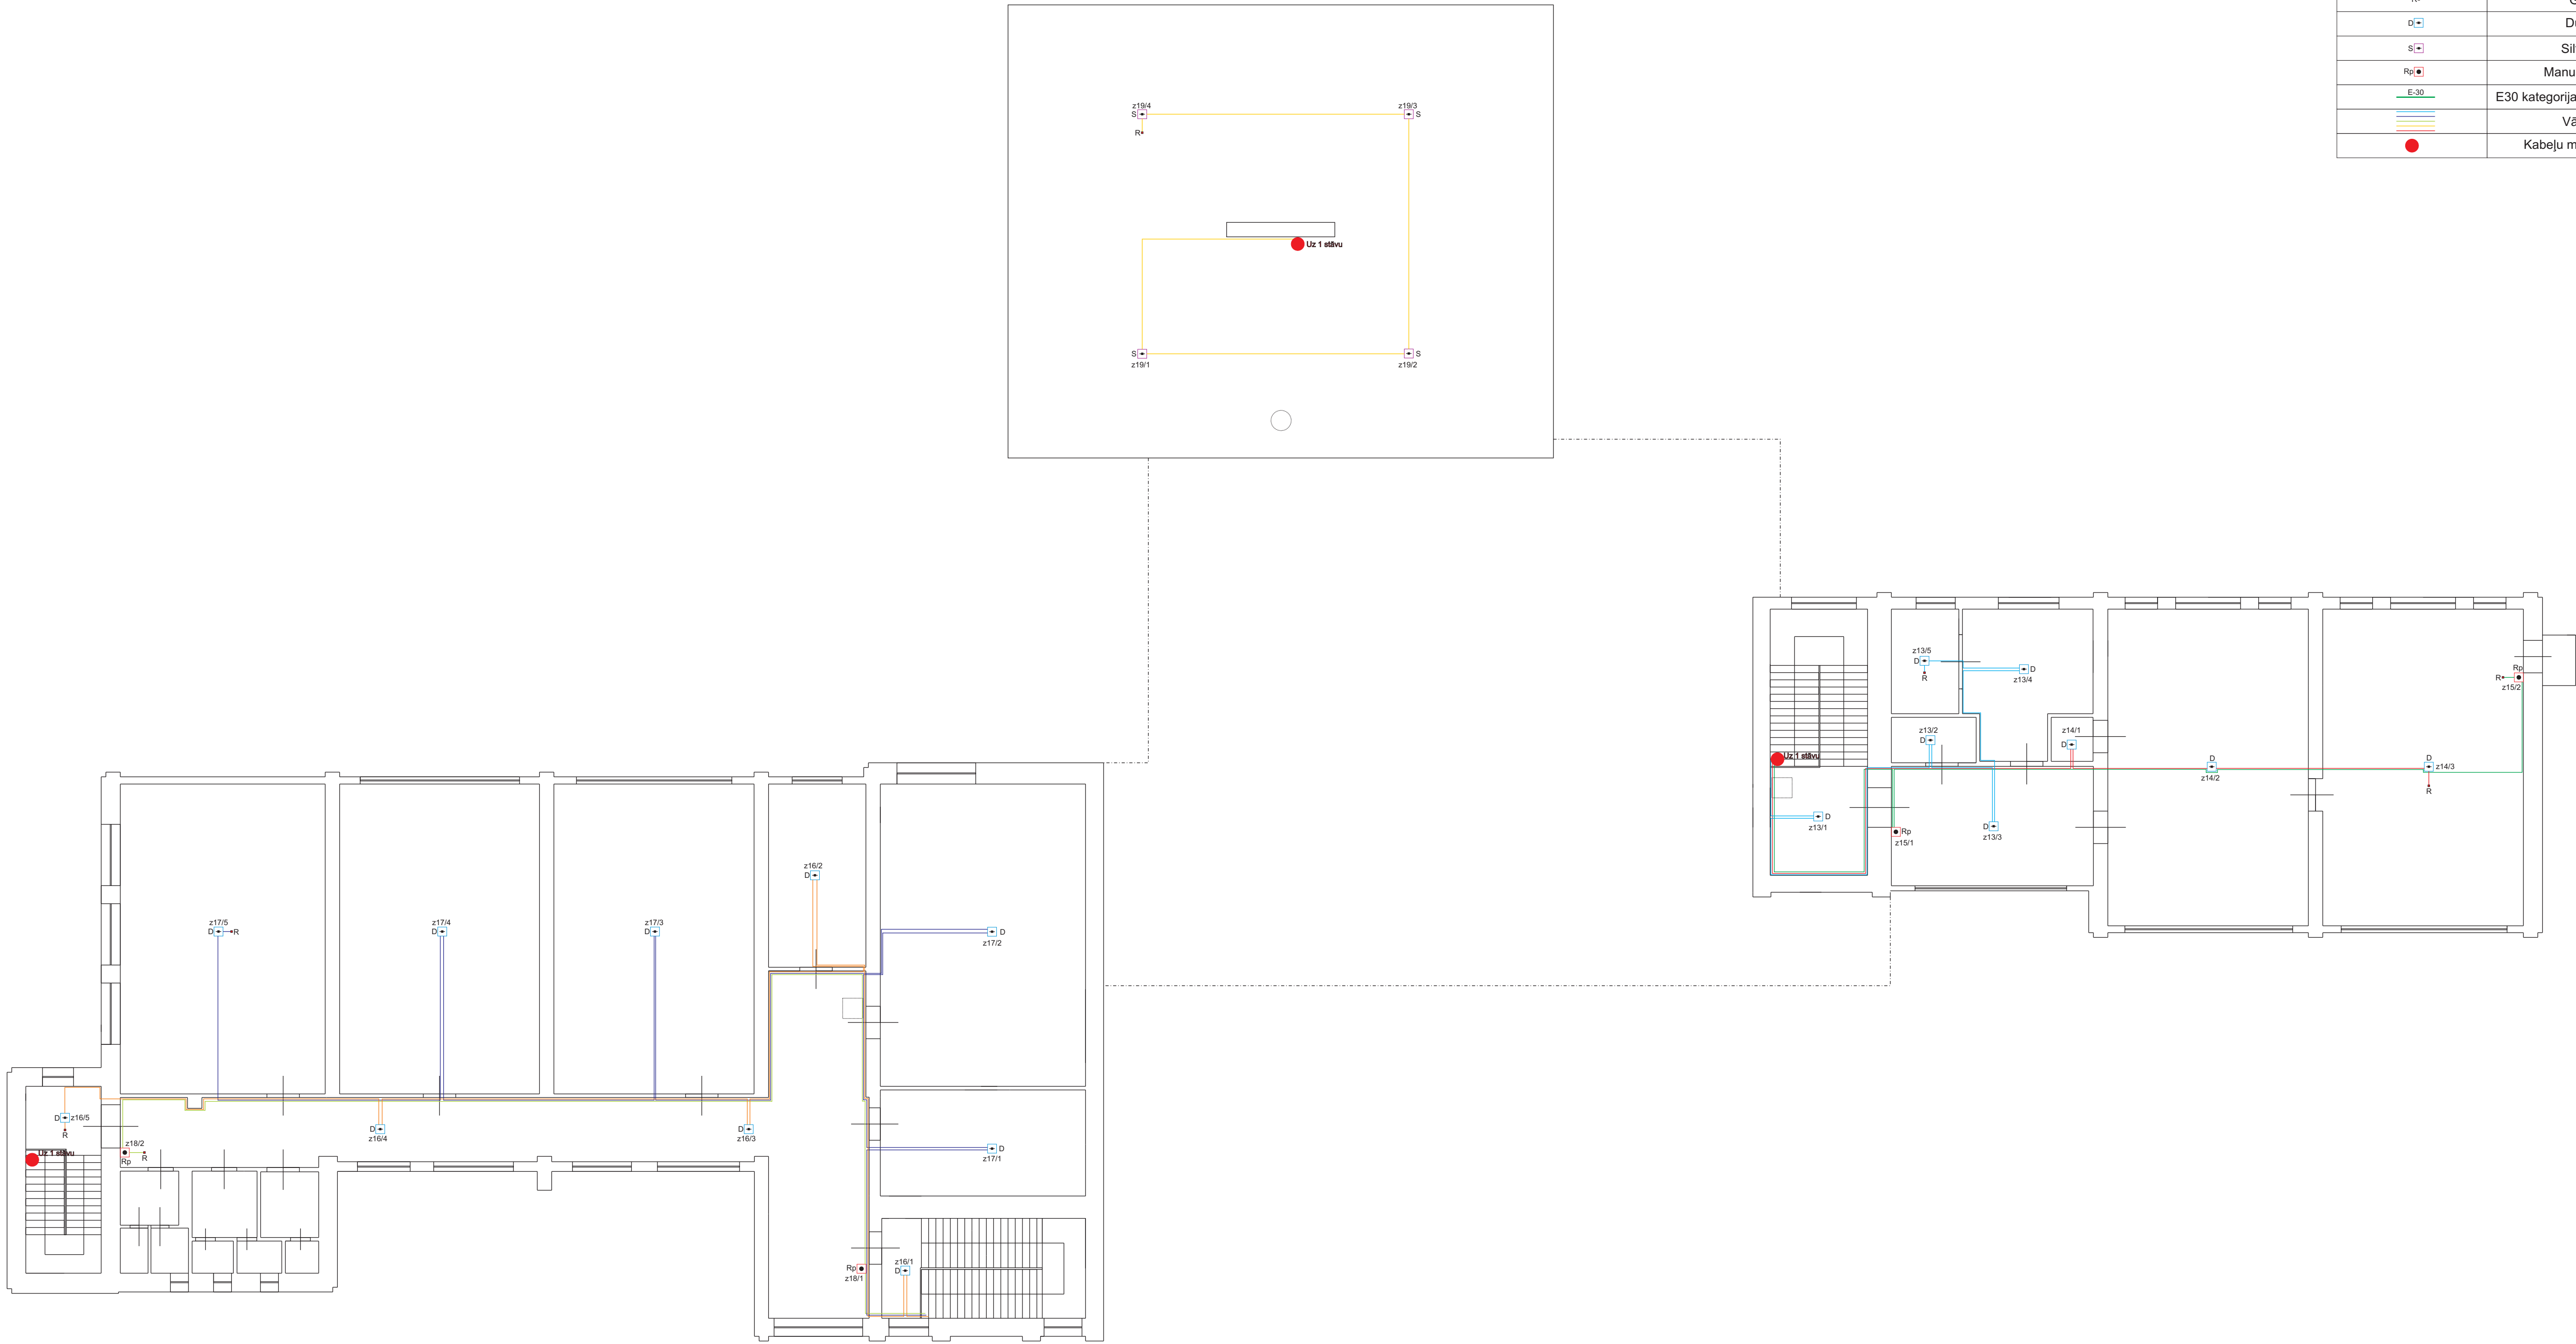 D
S
Rp
Manu
E-30
E30 kategorija
Kabeļu m
z19/4
S
R
z19/3
S
Uz 1 stāvu
S
z19/1
S
z19/2
z13/5
D
R
D
z13/4
Rp
R
z15/2
z13/2
D
z14/1
D
Uz 1 stāvu
D
z14/2
D
z14/3
R
D
z13/1
Rp
z15/1
D
z13/3
z16/2
D
z17/5
D
R
z17/4
D
z17/3
D
D
z17/2
D
z16/5
R
D
z16/4
D
z16/3
z18/2
Rp
R
Uz 1 stāvu
D
z17/1
Rp
z18/1
z16/1
D